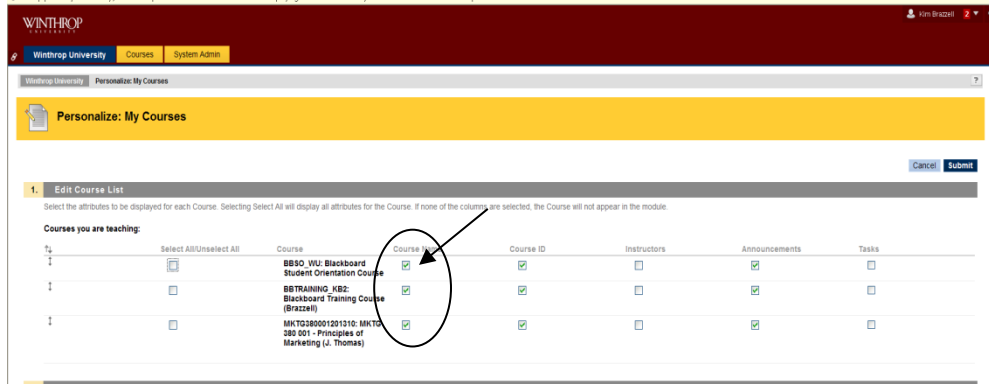 WINTHROP
UNIVERSITY
Kim Brazzell 2
Winthrop University Courses System Admin
Winthrop University Personalize: My Courses ?
Personalize: My Courses
Cancel Submit
1. Edit Course List
Select the attributes to be displayed for each Course. Selecting Select All will display all attributes for the Course. If none of the columns are selected, the Course will not appear in the module.
Courses you are teaching:
Select All/Unselect All Course Course Name Course ID Instructors Announcements Tasks
BBSO_WU: Blackboard
Student Orientation Course
BBTRAINING_KB2:
Blackboard Training Course
(Brazzell)
MKTG380001201310: MKTG
380 001 - Principles of
Marketing (J. Thomas)